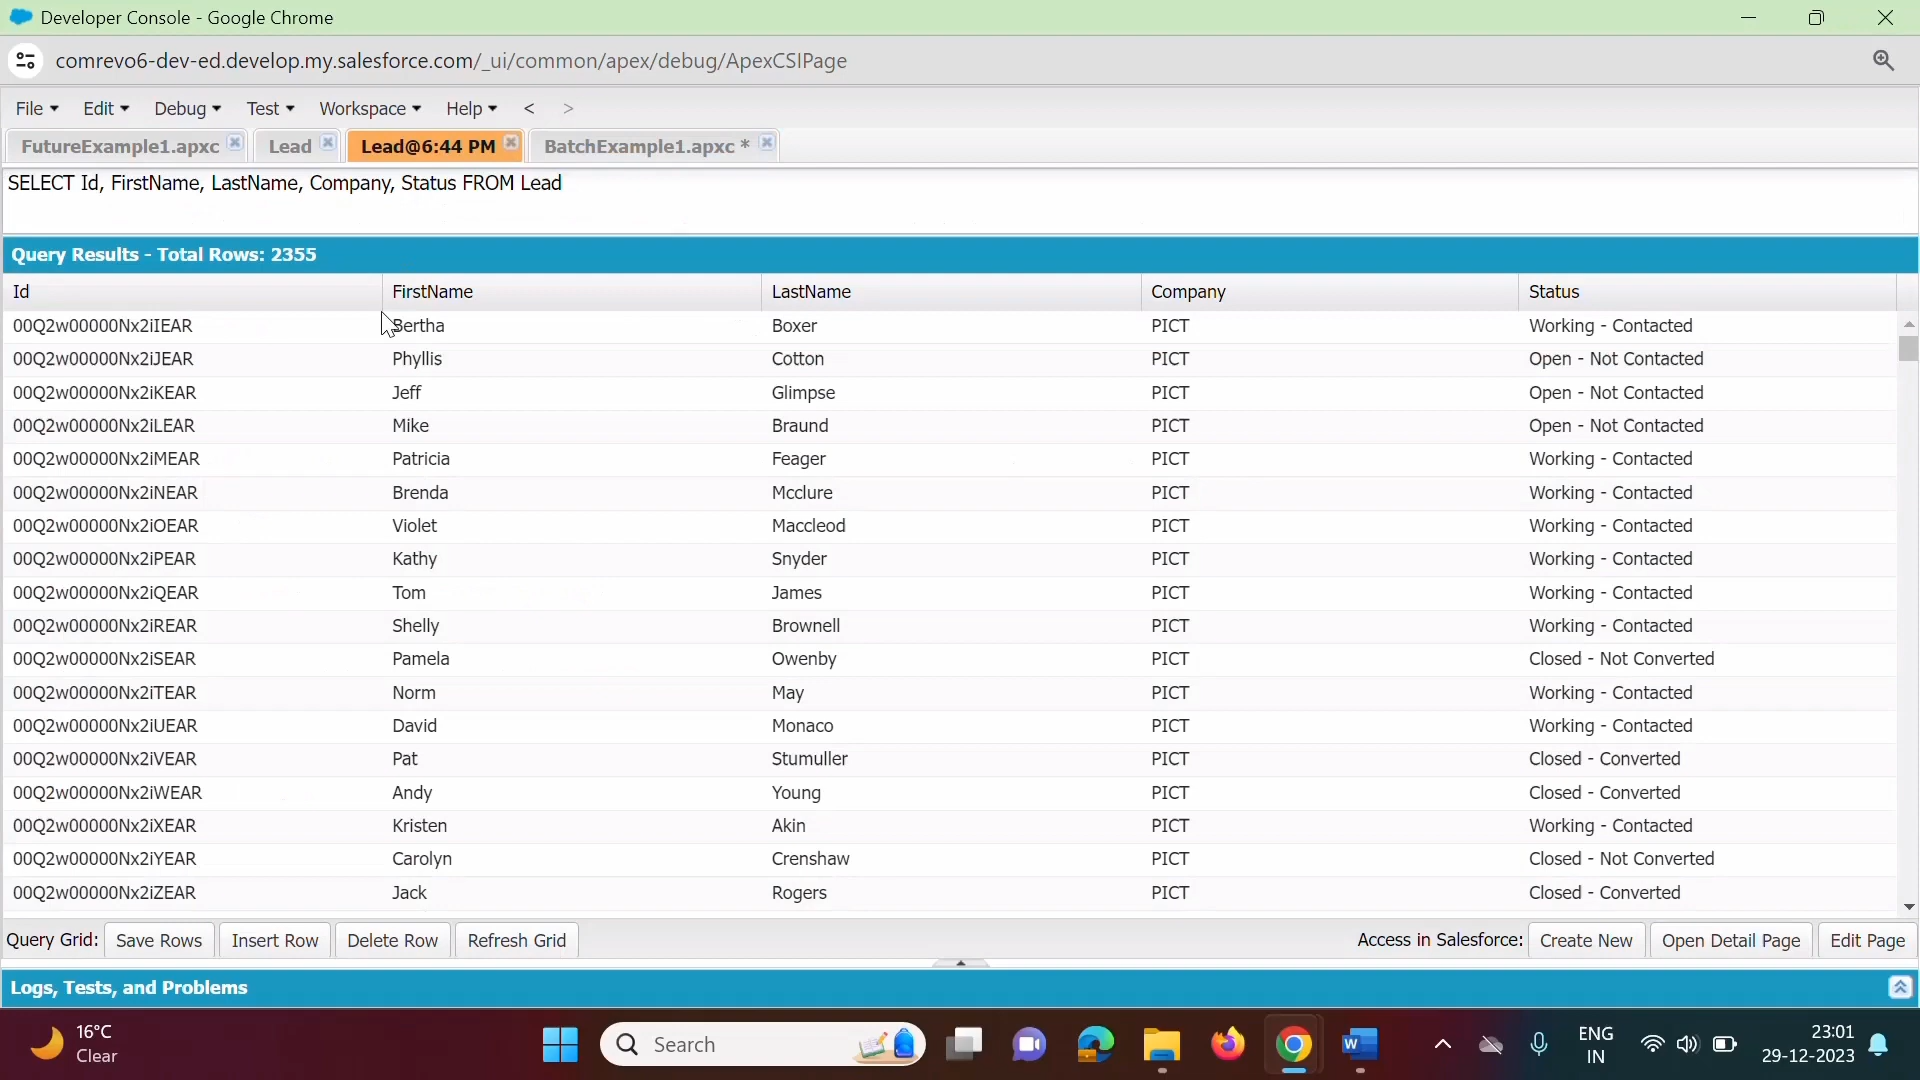 Developer Console - Google Chrome
comrevo6-dev-ed.develop.my.salesforce.com/_ui/common/apex/debug/ApexCSIPage
File Edit Debug Test Workspace Help < >
FutureExample1.apxc Lead Lead@6:44 PM BatchExample1.apxc *
SELECT Id, FirstName, LastName, Company, Status FROM Lead
Query Results - Total Rows: 2355
Id FirstName LastName Company Status
00Q2w00000Nx2iIEAR Bertha Boxer PICT Working - Contacted
00Q2w00000Nx2iJEAR Phyllis Cotton PICT Open - Not Contacted
00Q2w00000Nx2iKEAR Jeff Glimpse PICT Open - Not Contacted
00Q2w00000Nx2iLEAR Mike Braund PICT Open - Not Contacted
00Q2w00000Nx2iMEAR Patricia Feager PICT Working - Contacted
00Q2w00000Nx2iNEAR Brenda Mcclure PICT Working - Contacted
00Q2w00000Nx2iOEAR Violet Maccleod PICT Working - Contacted
00Q2w00000Nx2iPEAR Kathy Snyder PICT Working - Contacted
00Q2w00000Nx2iQEAR Tom James PICT Working - Contacted
00Q2w00000Nx2iREAR Shelly Brownell PICT Working - Contacted
00Q2w00000Nx2iSEAR Pamela Owenby PICT Closed - Not Converted
00Q2w00000Nx2iTEAR Norm May PICT Working - Contacted
00Q2w00000Nx2iUEAR David Monaco PICT Working - Contacted
00Q2w00000Nx2iVEAR Pat Stumuller PICT Closed - Converted
00Q2w00000Nx2iWEAR Andy Young PICT Closed - Converted
00Q2w00000Nx2iXEAR Kristen Akin PICT Working - Contacted
00Q2w00000Nx2iYEAR Carolyn Crenshaw PICT Closed - Not Converted
00Q2w00000Nx2iZEAR Jack Rogers PICT Closed - Converted
Query Grid: Save Rows Insert Row Delete Row Refresh Grid Access in Salesforce: Create New Open Detail Page Edit Page
Logs, Tests, and Problems
16°C
Clear
Search
W
ENG
IN
23:01
29-12-2023